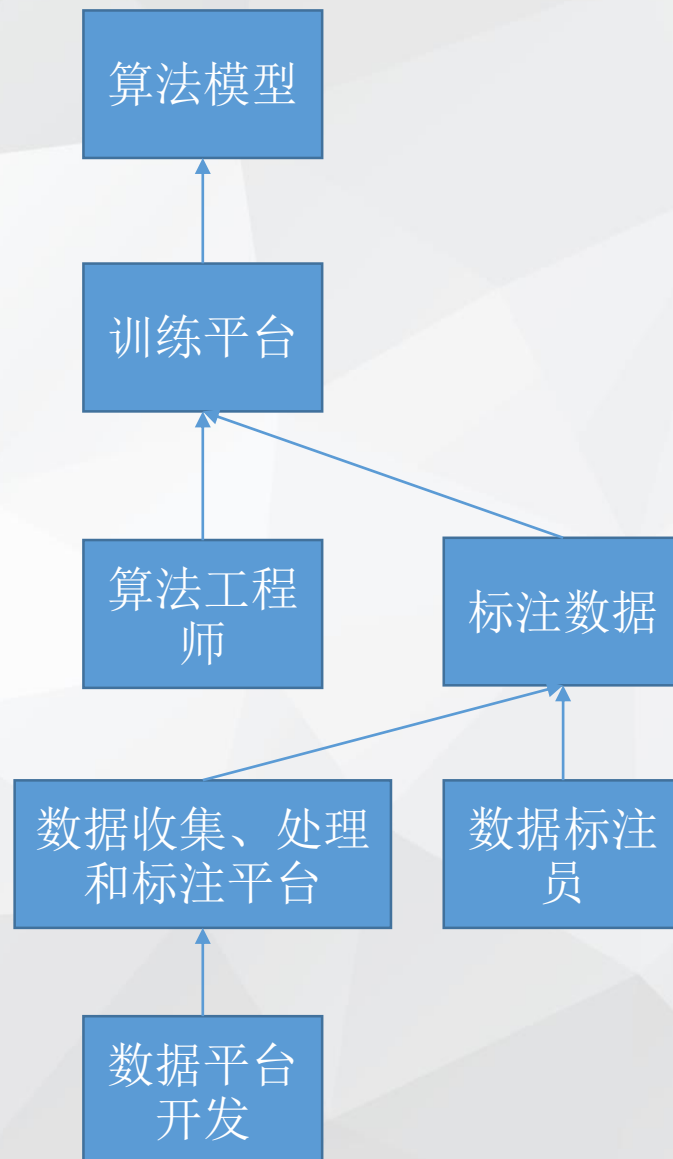 算法模型
训练平台
算法工程
师
标注数据
数据收集、处理
和标注平台
数据标注
员
数据平台
开发